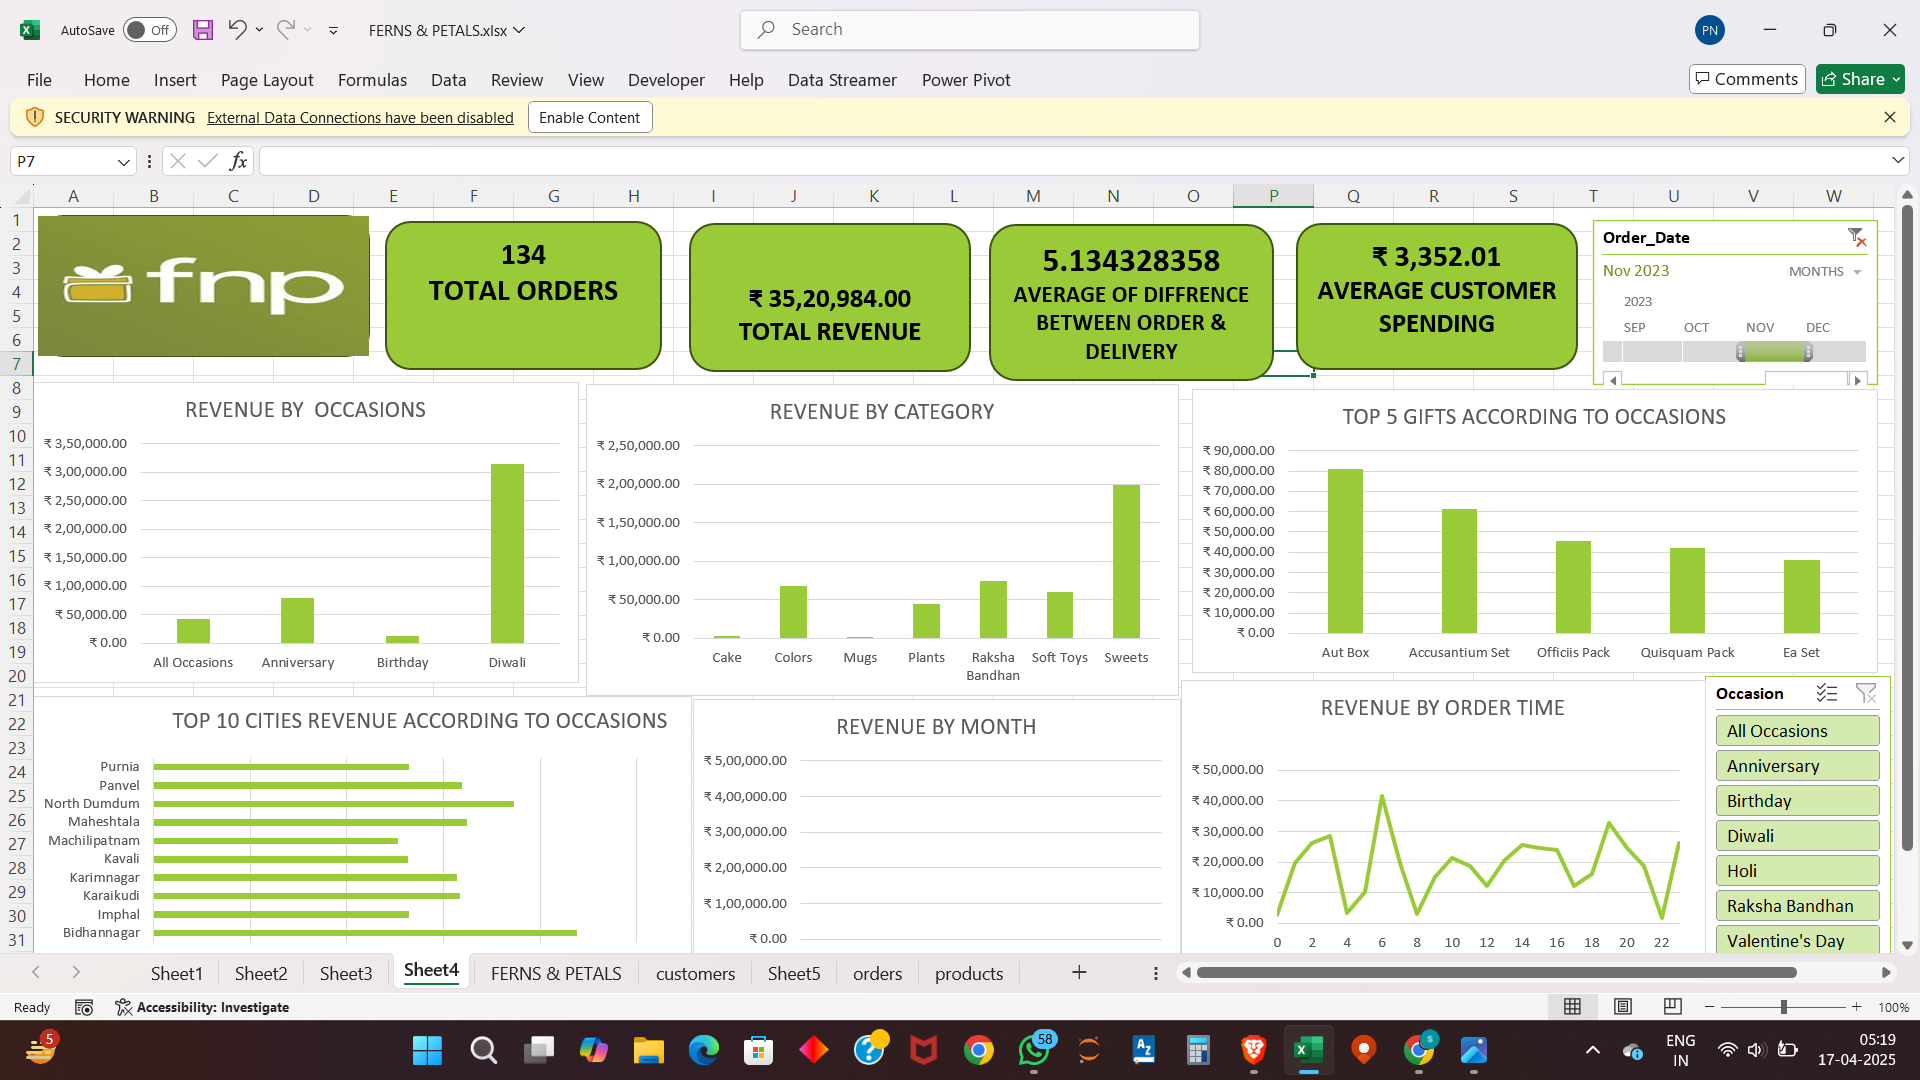 AutoSave Off FERNS & PETALS.xlsx Search PN
File Home Insert Page Layout Formulas Data Review View Developer Help Data Streamer Power Pivot Comments Share
SECURITY WARNING External Data Connections have been disabled Enable Content
P7 fx
A B C D E F G H I J K L M N O P Q R S T U V W
1
2
3
4
5
6
7
8
9
10
11
12
13
14
15
16
17
18
19
20
21
22
23
24
25
26
27
28
29
30
31
fnp
134
TOTAL ORDERS
₹ 35,20,984.00
TOTAL REVENUE
5.134328358
AVERAGE OF DIFFRENCE
BETWEEN ORDER &
DELIVERY
₹ 3,352.01
AVERAGE CUSTOMER
SPENDING
Order_Date
Nov 2023 MONTHS
2023
SEP OCT NOV DEC
REVENUE BY OCCASIONS
₹ 3,50,000.00
₹ 3,00,000.00
₹ 2,50,000.00
₹ 2,00,000.00
₹ 1,50,000.00
₹ 1,00,000.00
₹ 50,000.00
₹ 0.00
All Occasions Anniversary Birthday Diwali
REVENUE BY CATEGORY
₹ 2,50,000.00
₹ 2,00,000.00
₹ 1,50,000.00
₹ 1,00,000.00
₹ 50,000.00
₹ 0.00
Cake Colors Mugs Plants Raksha Soft Toys Sweets
Bandhan
TOP 5 GIFTS ACCORDING TO OCCASIONS
₹ 90,000.00
₹ 80,000.00
₹ 70,000.00
₹ 60,000.00
₹ 50,000.00
₹ 40,000.00
₹ 30,000.00
₹ 20,000.00
₹ 10,000.00
₹ 0.00
Aut Box Accusantium Set Officiis Pack Quisquam Pack Ea Set
TOP 10 CITIES REVENUE ACCORDING TO OCCASIONS
Purnia
Panvel
North Dumdum
Maheshtala
Machilipatnam
Kavali
Karimnagar
Karaikudi
Imphal
Bidhannagar
REVENUE BY MONTH
₹ 5,00,000.00
₹ 4,00,000.00
₹ 3,00,000.00
₹ 2,00,000.00
₹ 1,00,000.00
₹ 0.00
REVENUE BY ORDER TIME
₹ 50,000.00
₹ 40,000.00
₹ 30,000.00
₹ 20,000.00
₹ 10,000.00
₹ 0.00
0 2 4 6 8 10 12 14 16 18 20 22
Occasion
All Occasions
Anniversary
Birthday
Diwali
Holi
Raksha Bandhan
Valentine's Day
Sheet1 Sheet2 Sheet3 Sheet4 FERNS & PETALS customers Sheet5 orders products
Ready Accessibility: Investigate 100%
5 58 ENG 05:19
IN 17-04-2025